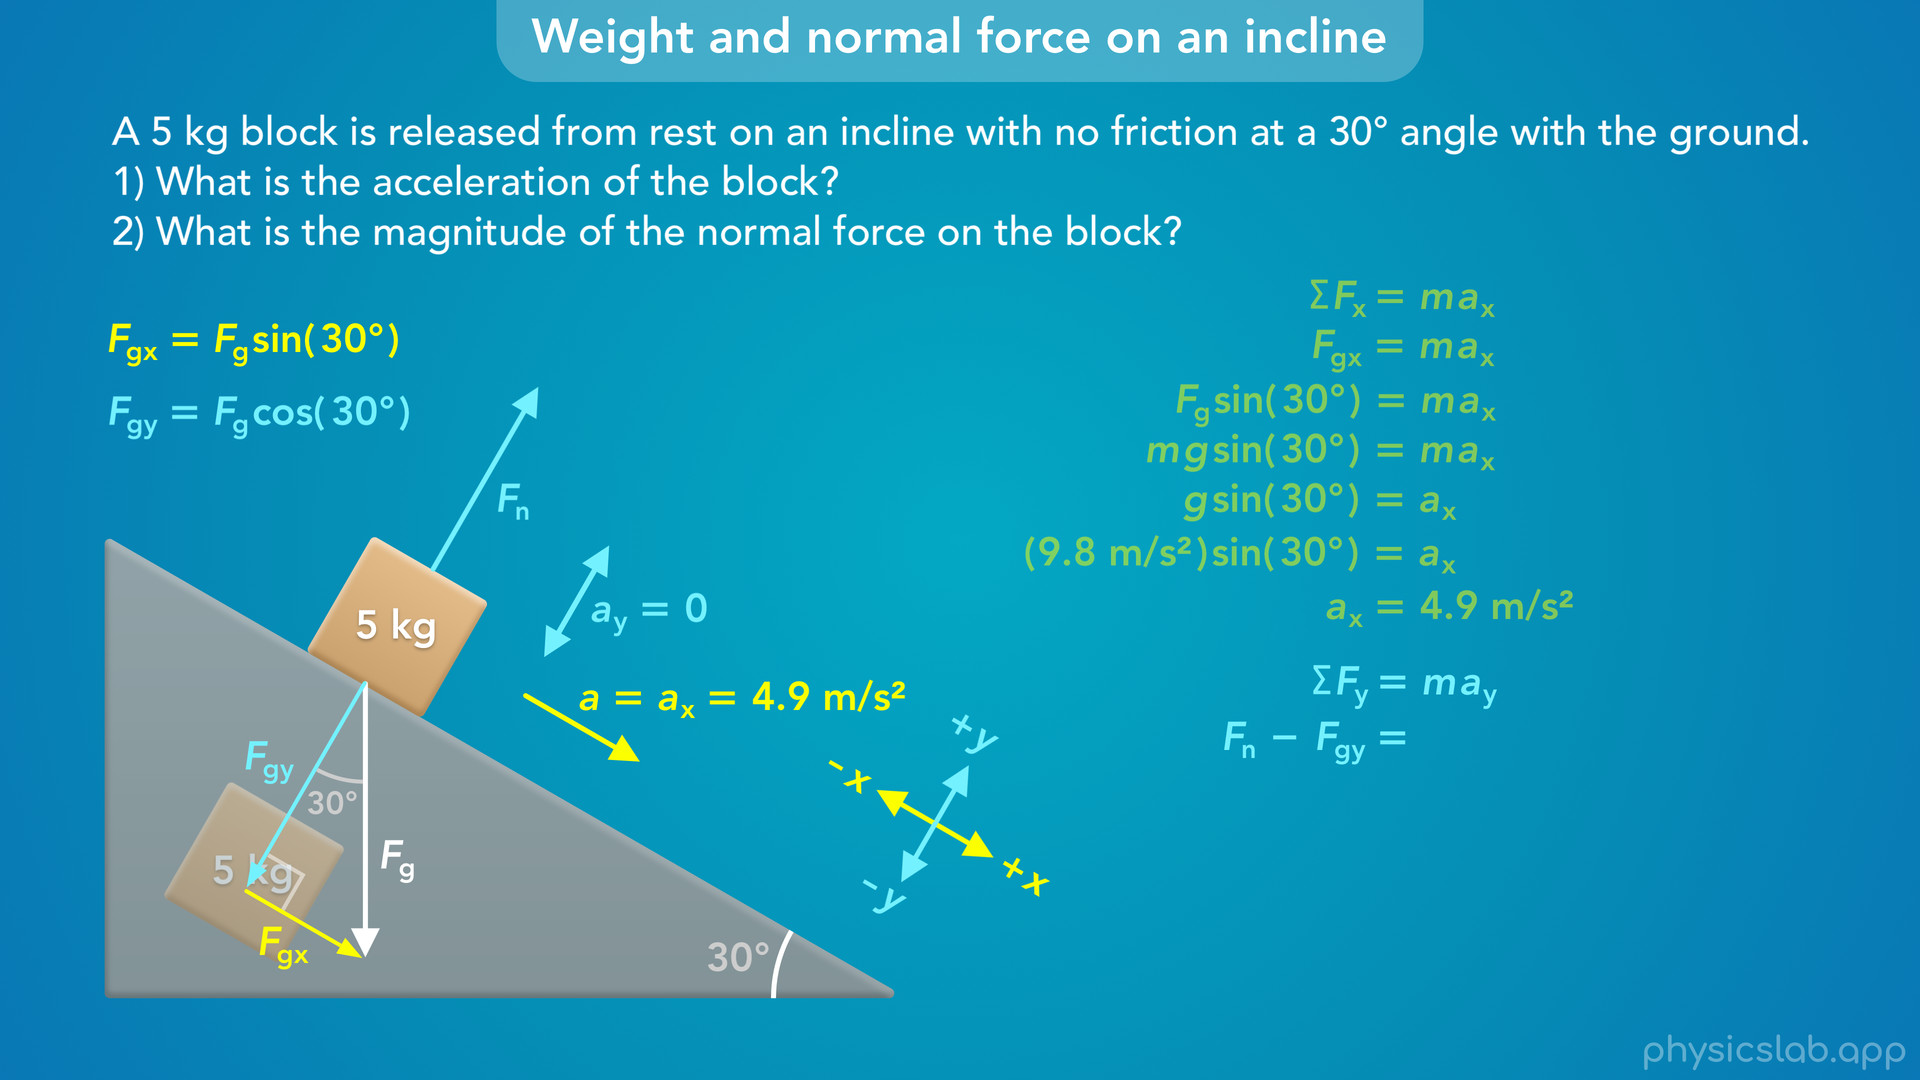 Weight and normal force on an incline
A 5 kg block is released from rest on an incline with no friction at a 30° angle with the ground.
1) What is the acceleration of the block?
2) What is the magnitude of the normal force on the block?
Fgx = Fgsin(30°)
Fgy = Fgcos(30°)
Fn
5 kg
ay = 0
a = ax = 4.9 m/s²
Fgy
30°
5 kg
Fg
Fgx
30°
+y
-x
+x
-y
ΣFx = max
Fgx = max
Fgsin(30°) = max
mgsin(30°) = max
gsin(30°) = ax
(9.8 m/s²)sin(30°) = ax
ax = 4.9 m/s²
ΣFy = may
Fn − Fgy =
physicslab.app